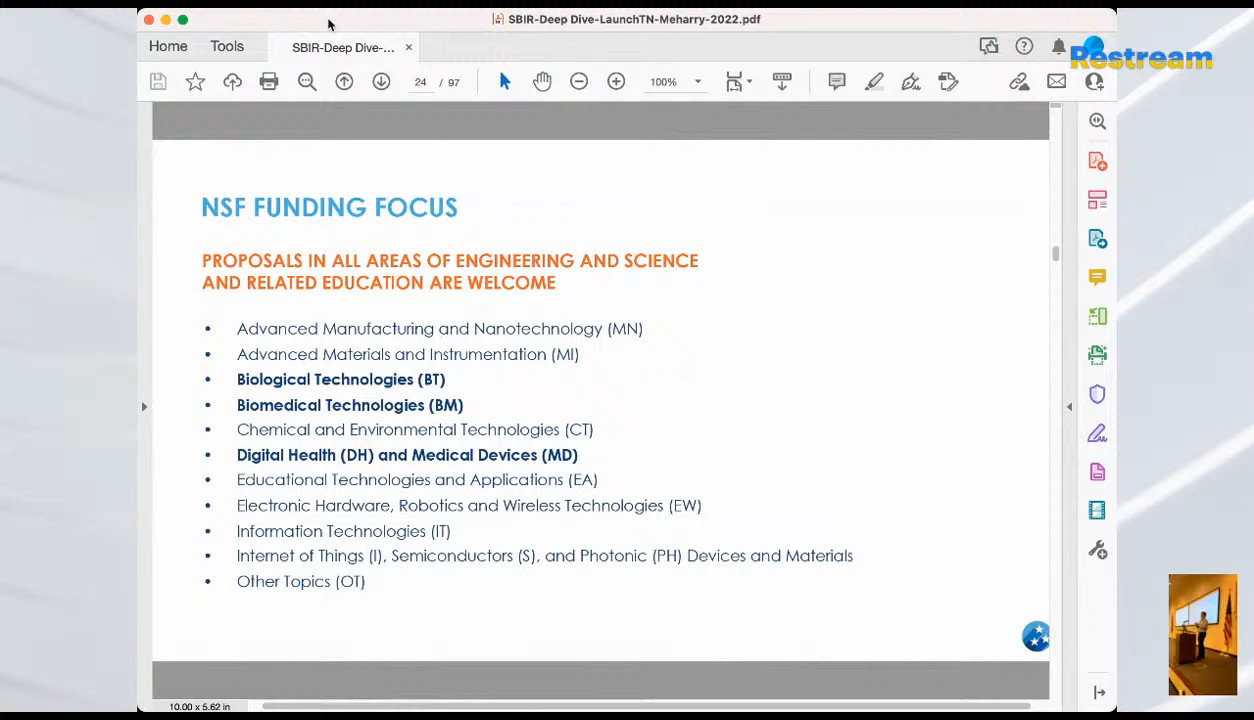 SBIR-Deep Dive-LaunchTN-Meharry-2022.pdf
Home Tools SBIR-Deep Dive-... ×
Restream
24 / 97 100%
NSF FUNDING FOCUS
PROPOSALS IN ALL AREAS OF ENGINEERING AND SCIENCE
AND RELATED EDUCATION ARE WELCOME
• Advanced Manufacturing and Nanotechnology (MN)
• Advanced Materials and Instrumentation (MI)
• Biological Technologies (BT)
• Biomedical Technologies (BM)
• Chemical and Environmental Technologies (CT)
• Digital Health (DH) and Medical Devices (MD)
• Educational Technologies and Applications (EA)
• Electronic Hardware, Robotics and Wireless Technologies (EW)
• Information Technologies (IT)
• Internet of Things (I), Semiconductors (S), and Photonic (PH) Devices and Materials
• Other Topics (OT)
10.00 x 5.62 in